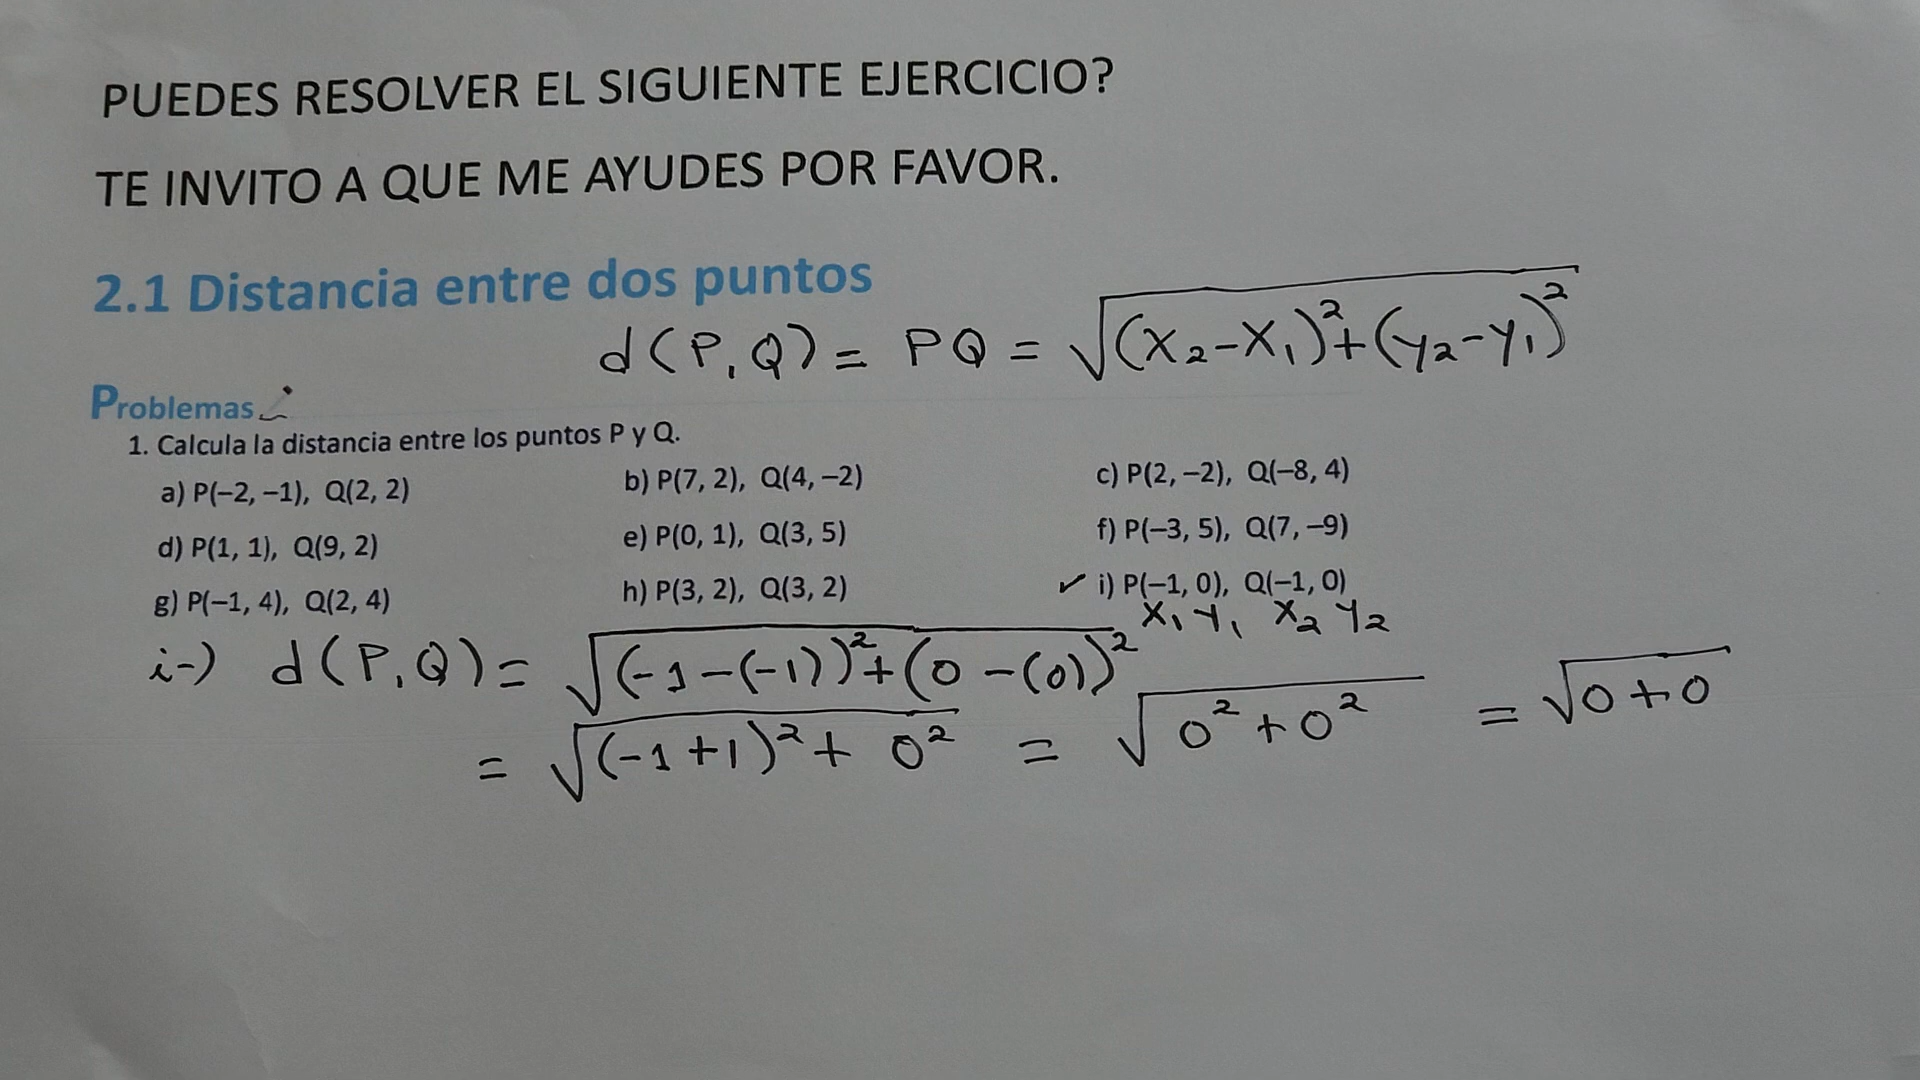 PUEDES RESOLVER EL SIGUIENTE EJERCICIO?
TE INVITO A QUE ME AYUDES POR FAVOR.
2.1 Distancia entre dos puntos
d(P,Q) = PQ = √((x₂-x₁)²+(y₂-y₁)²)
Problemas
1. Calcula la distancia entre los puntos P y Q.
a) P(–2, –1), Q(2, 2) b) P(7, 2), Q(4, –2) c) P(2, –2), Q(–8, 4)
d) P(1, 1), Q(9, 2) e) P(0, 1), Q(3, 5) f) P(–3, 5), Q(7, –9)
g) P(–1, 4), Q(2, 4) h) P(3, 2), Q(3, 2) ✓ i) P(–1, 0), Q(–1, 0)
x₁ y₁ x₂ y₂
i-) d(P,Q) = √((-1-(-1))²+(0-(0))²)
= √((-1+1)²+ 0²) = √(0²+0²) = √(0+0)